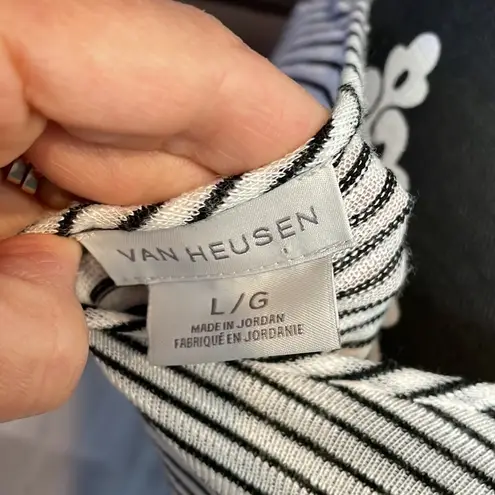 VAN HEUSEN
L/G
MADE IN JORDAN
FABRIQUÉ EN JORDANIE